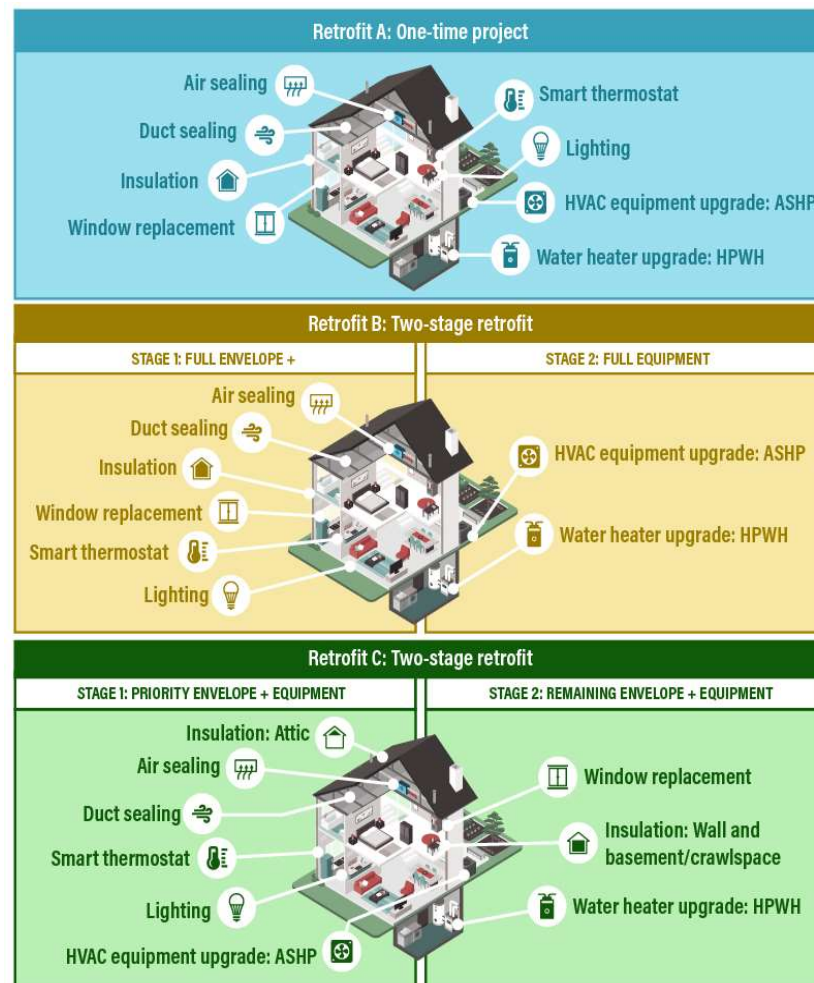 Retrofit A: One-time project
Air sealing
Duct sealing
Insulation
Window replacement
Smart thermostat
Lighting
HVAC equipment upgrade: ASHP
Water heater upgrade: HPWH
Retrofit B: Two-stage retrofit
STAGE 1: FULL ENVELOPE +
Air sealing
Duct sealing
Insulation
Window replacement
Smart thermostat
Lighting
STAGE 2: FULL EQUIPMENT
HVAC equipment upgrade: ASHP
Water heater upgrade: HPWH
Retrofit C: Two-stage retrofit
STAGE 1: PRIORITY ENVELOPE + EQUIPMENT
Insulation: Attic
Air sealing
Duct sealing
Smart thermostat
Lighting
HVAC equipment upgrade: ASHP
STAGE 2: REMAINING ENVELOPE + EQUIPMENT
Window replacement
Insulation: Wall and
basement/crawlspace
Water heater upgrade: HPWH